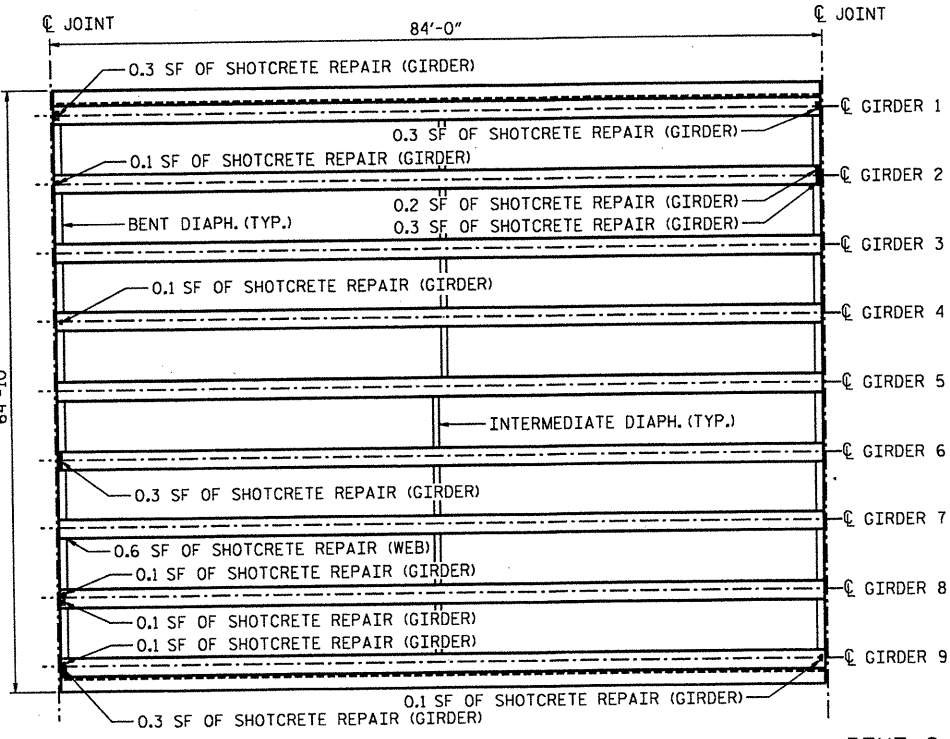 ℄ JOINT
℄ JOINT
84'-0"
0.3 SF OF SHOTCRETE REPAIR (GIRDER)
℄ GIRDER 1
0.3 SF OF SHOTCRETE REPAIR (GIRDER)
0.1 SF OF SHOTCRETE REPAIR (GIRDER)
℄ GIRDER 2
0.2 SF OF SHOTCRETE REPAIR (GIRDER)
BENT DIAPH. (TYP.)
0.3 SF OF SHOTCRETE REPAIR (GIRDER)
℄ GIRDER 3
0.1 SF OF SHOTCRETE REPAIR (GIRDER)
℄ GIRDER 4
℄ GIRDER 5
INTERMEDIATE DIAPH. (TYP.)
℄ GIRDER 6
0.3 SF OF SHOTCRETE REPAIR (GIRDER)
℄ GIRDER 7
0.6 SF OF SHOTCRETE REPAIR (WEB)
0.1 SF OF SHOTCRETE REPAIR (GIRDER)
℄ GIRDER 8
0.1 SF OF SHOTCRETE REPAIR (GIRDER)
0.1 SF OF SHOTCRETE REPAIR (GIRDER)
℄ GIRDER 9
0.1 SF OF SHOTCRETE REPAIR (GIRDER)
0.3 SF OF SHOTCRETE REPAIR (GIRDER)